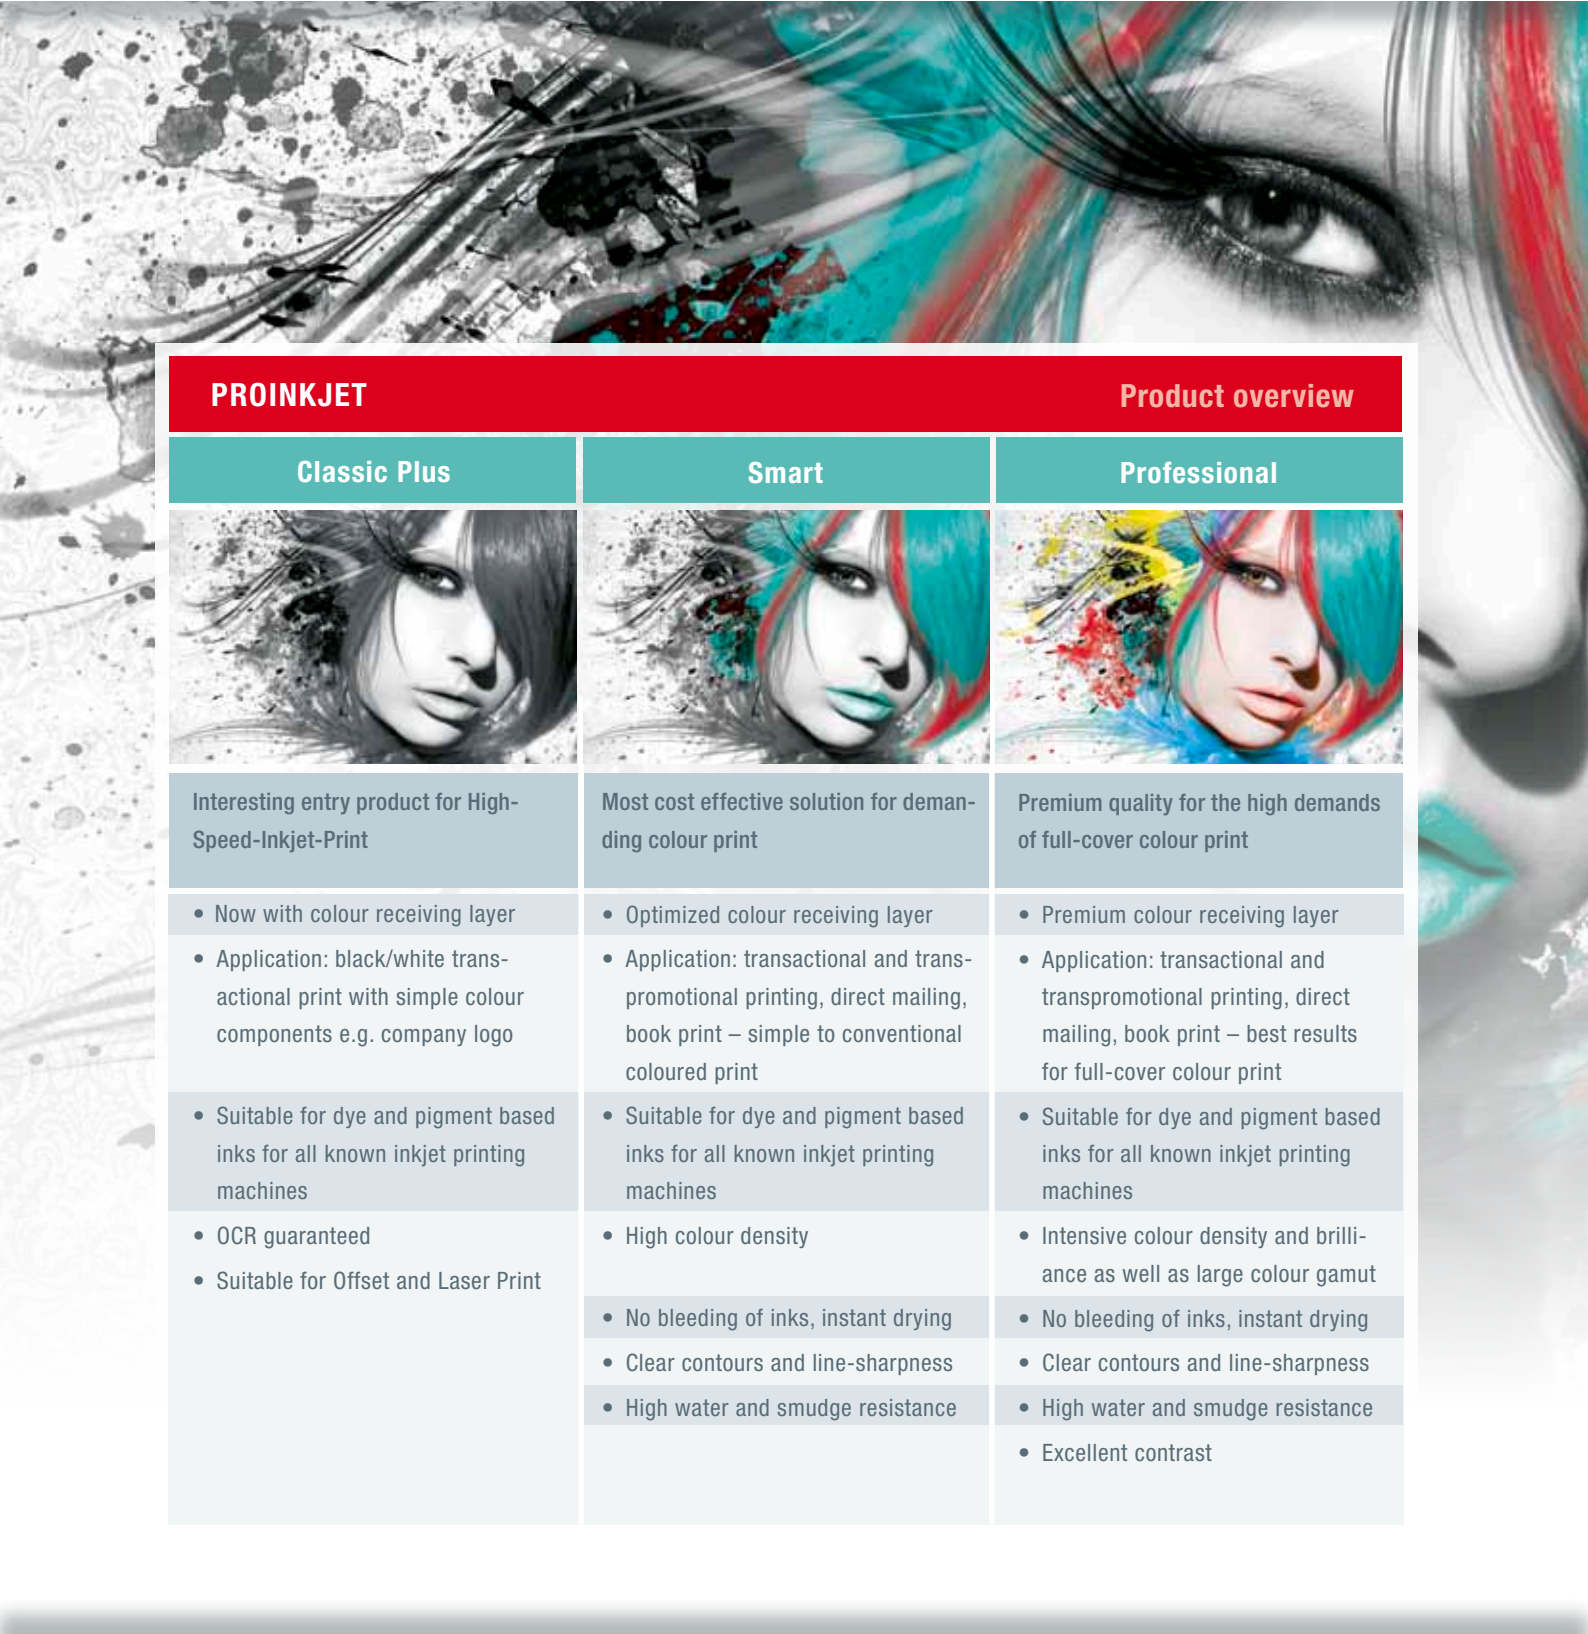 PROINKJET
Product overview
Classic Plus
Smart
Professional
Interesting entry product for High-
Speed-Inkjet-Print
Most cost effective solution for deman-
ding colour print
Premium quality for the high demands
of full-cover colour print
• Now with colour receiving layer
• Application: black/white trans-
actional print with simple colour
components e.g. company logo
• Suitable for dye and pigment based
inks for all known inkjet printing
machines
• OCR guaranteed
• Suitable for Offset and Laser Print
• Optimized colour receiving layer
• Application: transactional and trans-
promotional printing, direct mailing,
book print – simple to conventional
coloured print
• Suitable for dye and pigment based
inks for all known inkjet printing
machines
• High colour density
• No bleeding of inks, instant drying
• Clear contours and line-sharpness
• High water and smudge resistance
• Premium colour receiving layer
• Application: transactional and
transpromotional printing, direct
mailing, book print – best results
for full-cover colour print
• Suitable for dye and pigment based
inks for all known inkjet printing
machines
• Intensive colour density and brilli-
ance as well as large colour gamut
• No bleeding of inks, instant drying
• Clear contours and line-sharpness
• High water and smudge resistance
• Excellent contrast